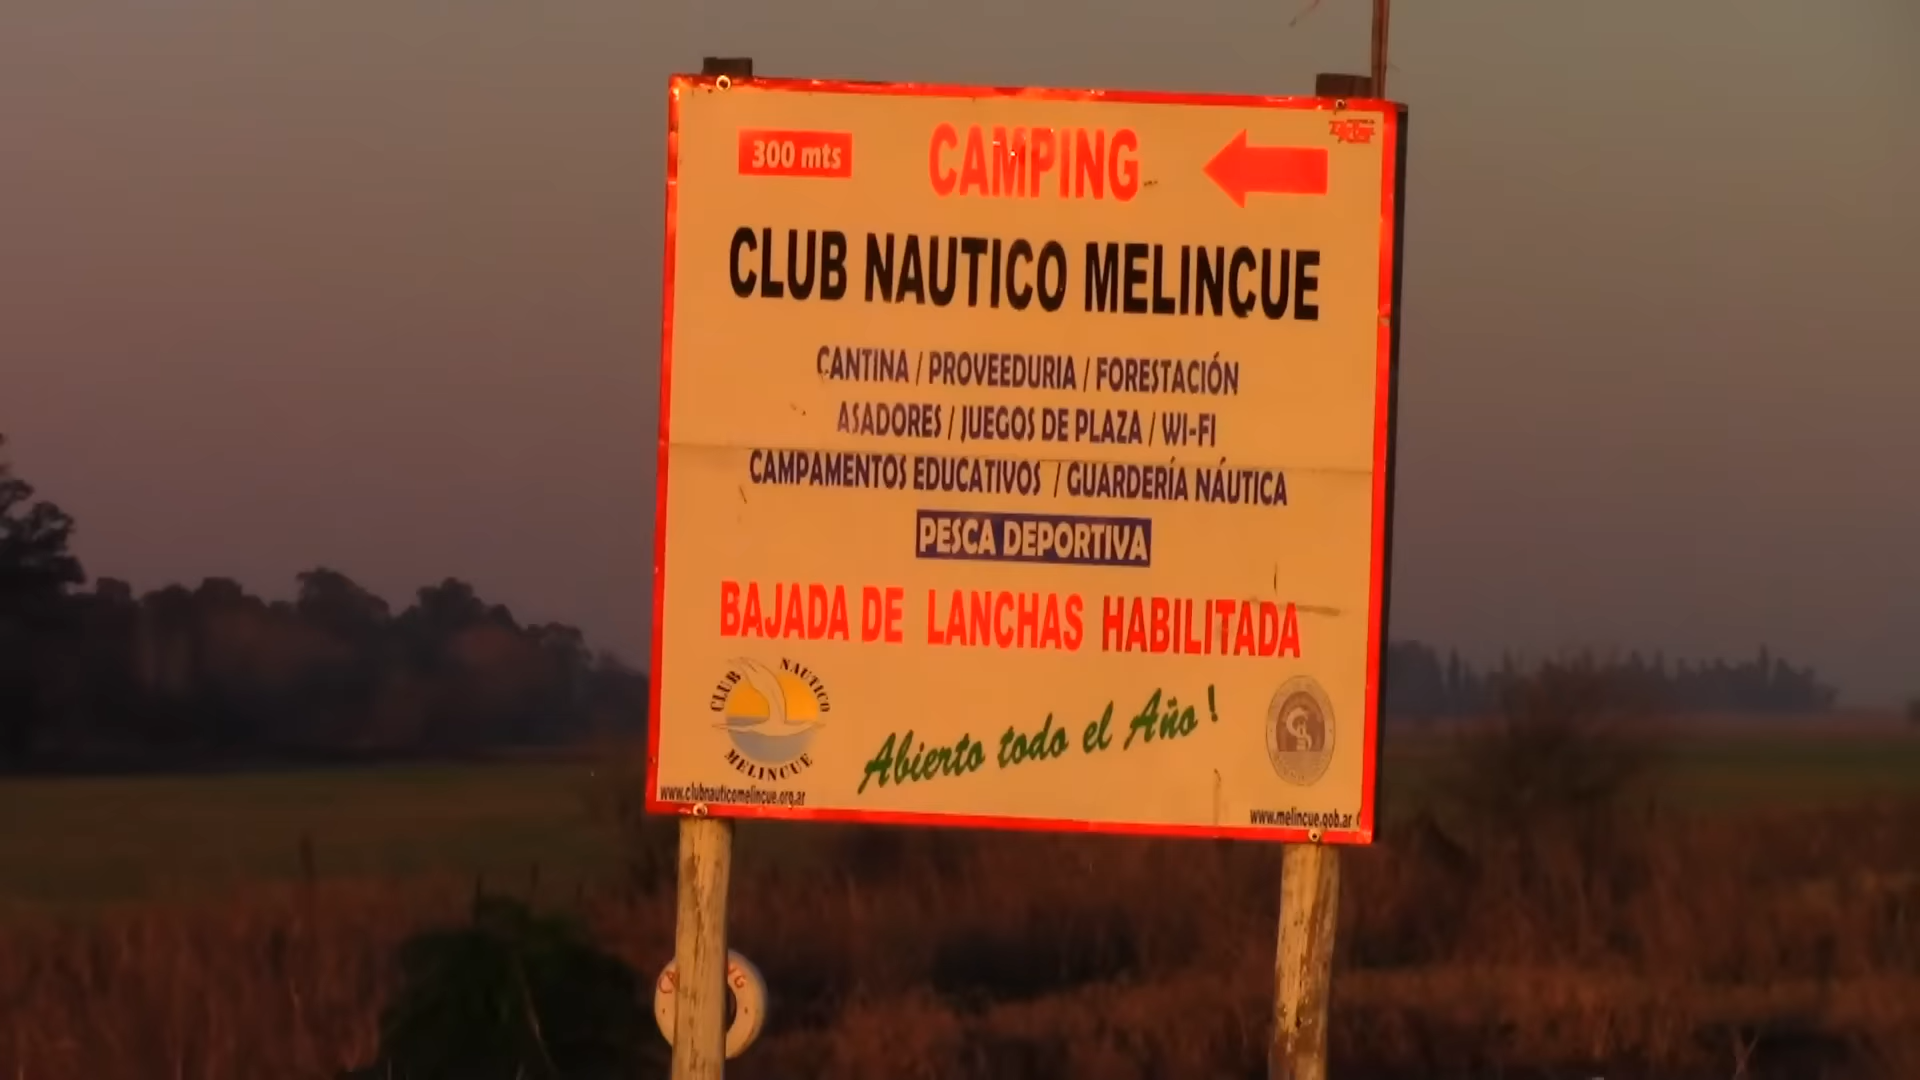 300 mts
CAMPING
CLUB NAUTICO MELINCUE
CANTINA / PROVEEDURIA / FORESTACIÓN
ASADORES / JUEGOS DE PLAZA / WI-FI
CAMPAMENTOS EDUCATIVOS / GUARDERÍA NÁUTICA
PESCA DEPORTIVA
BAJADA DE LANCHAS HABILITADA
CLUB NAUTICO
MELINCUE
Abierto todo el Año!
www.clubnauticomelincue.org.ar
www.melincue.gob.ar